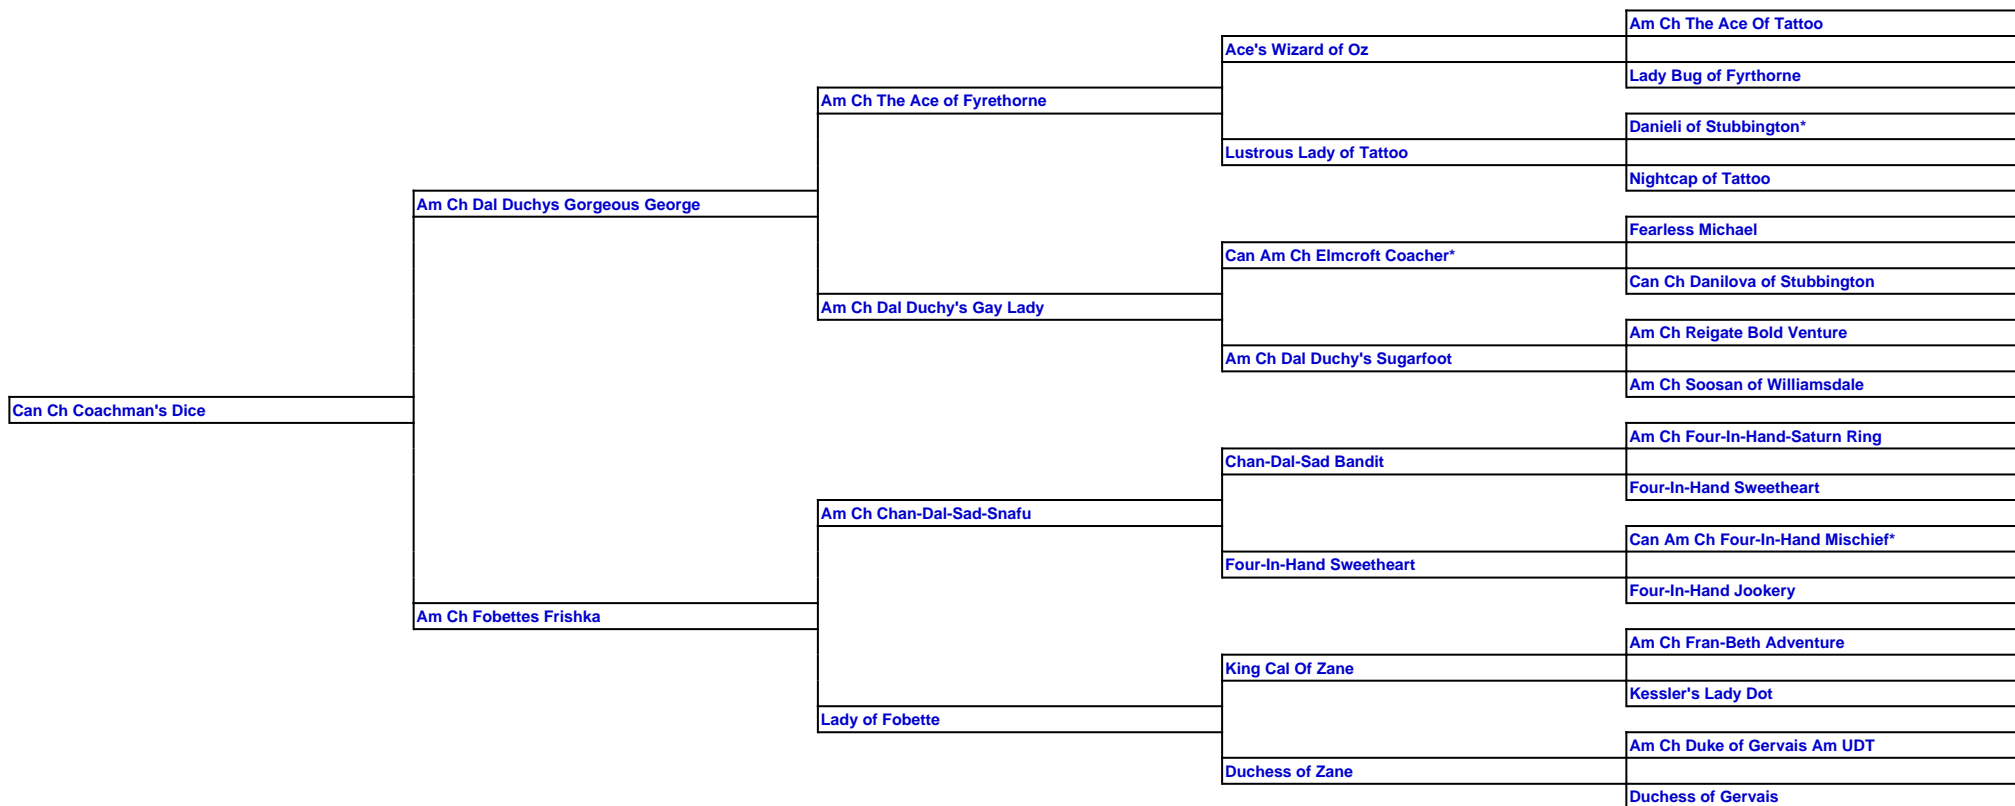 Am Ch The Ace Of Tattoo
Ace's Wizard of Oz
Lady Bug of Fyrthorne
Am Ch The Ace of Fyrethorne
Danieli of Stubbington*
Lustrous Lady of Tattoo
Nightcap of Tattoo
Am Ch Dal Duchys Gorgeous George
Fearless Michael
Can Am Ch Elmcroft Coacher*
Can Ch Danilova of Stubbington
Am Ch Dal Duchy's Gay Lady
Am Ch Reigate Bold Venture
Am Ch Dal Duchy's Sugarfoot
Am Ch Soosan of Williamsdale
Can Ch Coachman's Dice
Am Ch Four-In-Hand-Saturn Ring
Chan-Dal-Sad Bandit
Four-In-Hand Sweetheart
Am Ch Chan-Dal-Sad-Snafu
Can Am Ch Four-In-Hand Mischief*
Four-In-Hand Sweetheart
Four-In-Hand Jookery
Am Ch Fobettes Frishka
Am Ch Fran-Beth Adventure
King Cal Of Zane
Kessler's Lady Dot
Lady of Fobette
Am Ch Duke of Gervais Am UDT
Duchess of Zane
Duchess of Gervais